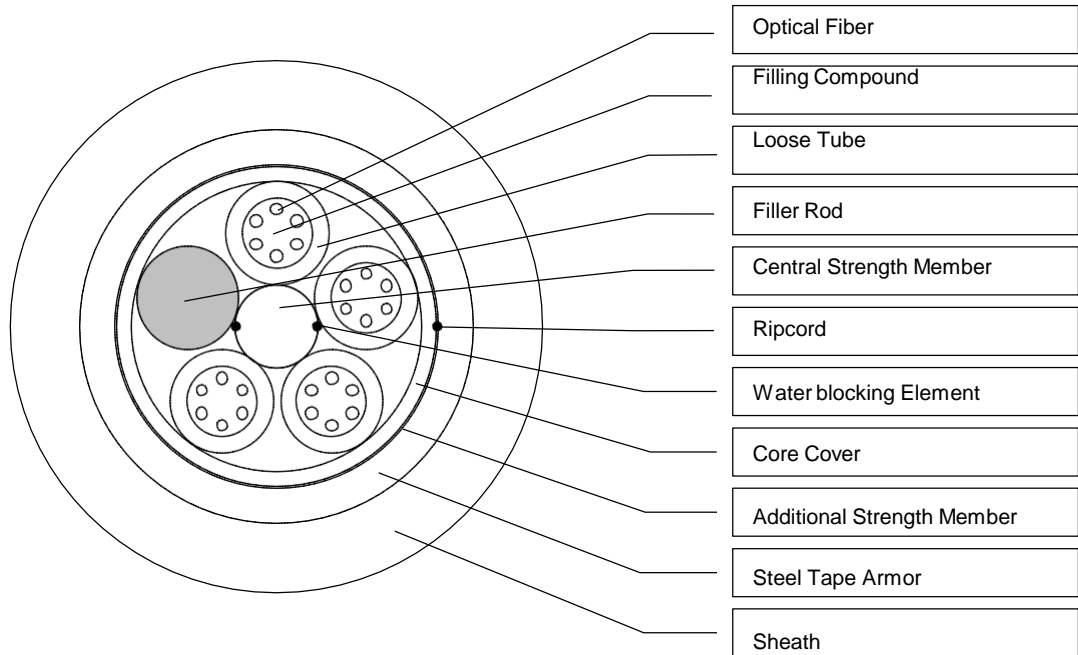 Optical Fiber
Filling Compound
Loose Tube
Filler Rod
Central Strength Member
Ripcord
Water blocking Element
Core Cover
Additional Strength Member
Steel Tape Armor
Sheath